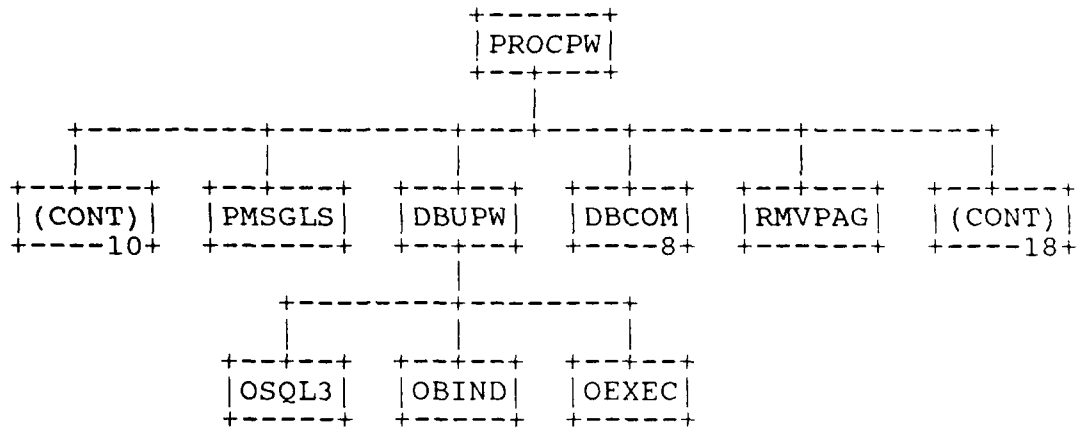 PROCPW
(CONT) PMSGLS DBUPW DBCOM RMVPAG (CONT)
10 8 18
OSQL3 OBIND OEXEC